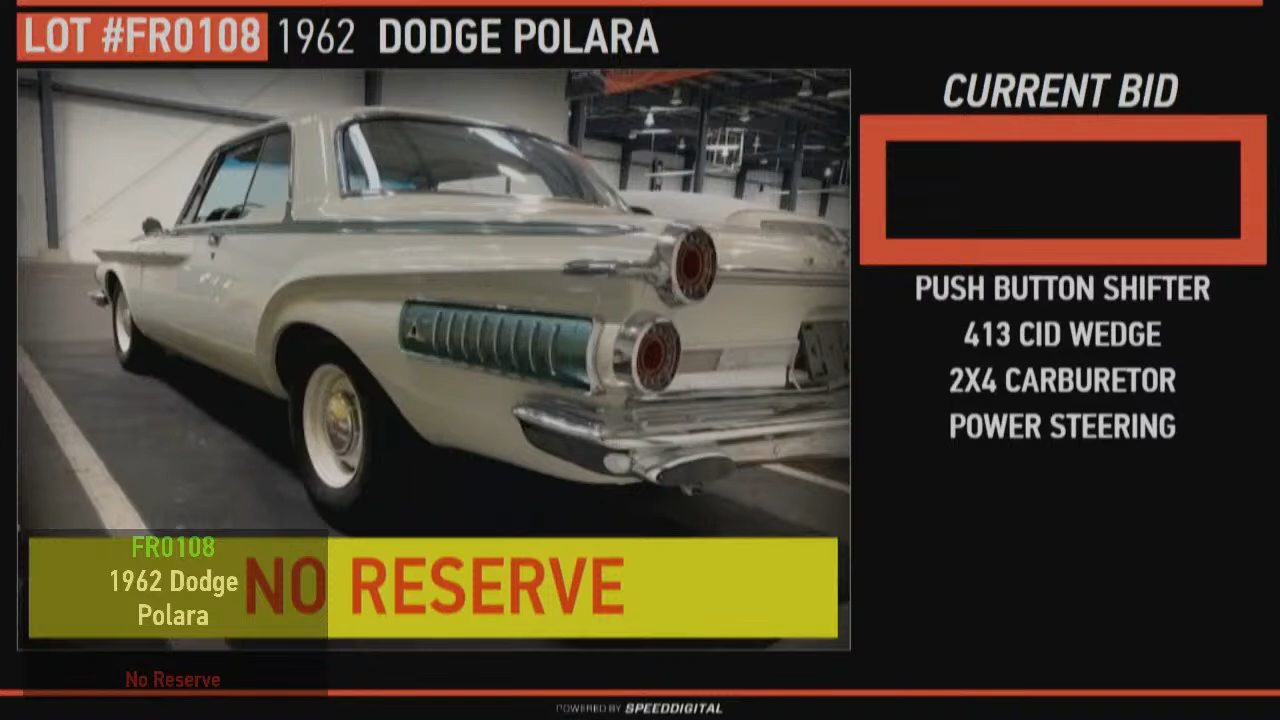 LOT #FR0108 1962 DODGE POLARA
CURRENT BID
PUSH BUTTON SHIFTER
413 CID WEDGE
2X4 CARBURETOR
POWER STEERING
NO RESERVE
FR0108
1962 Dodge
Polara
No Reserve
POWERED BY SPEEDDIGITAL